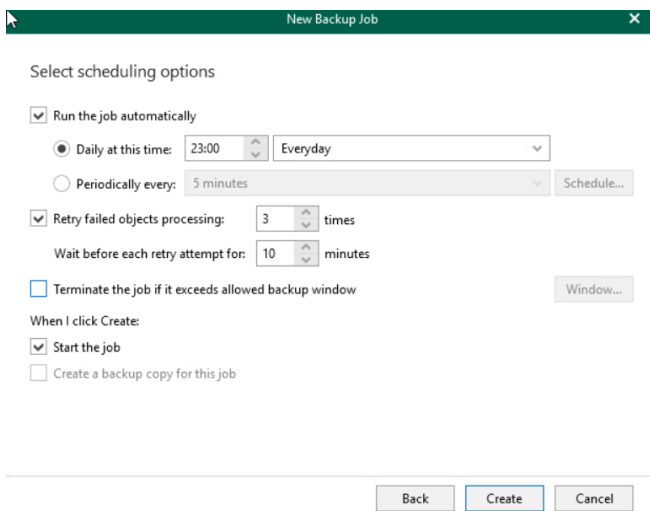 New Backup Job
Select scheduling options
Run the job automatically
Daily at this time: 23:00 Everyday
Periodically every: 5 minutes Schedule...
Retry failed objects processing: 3 times
Wait before each retry attempt for: 10 minutes
Terminate the job if it exceeds allowed backup window Window...
When I click Create:
Start the job
Create a backup copy for this job
Back Create Cancel